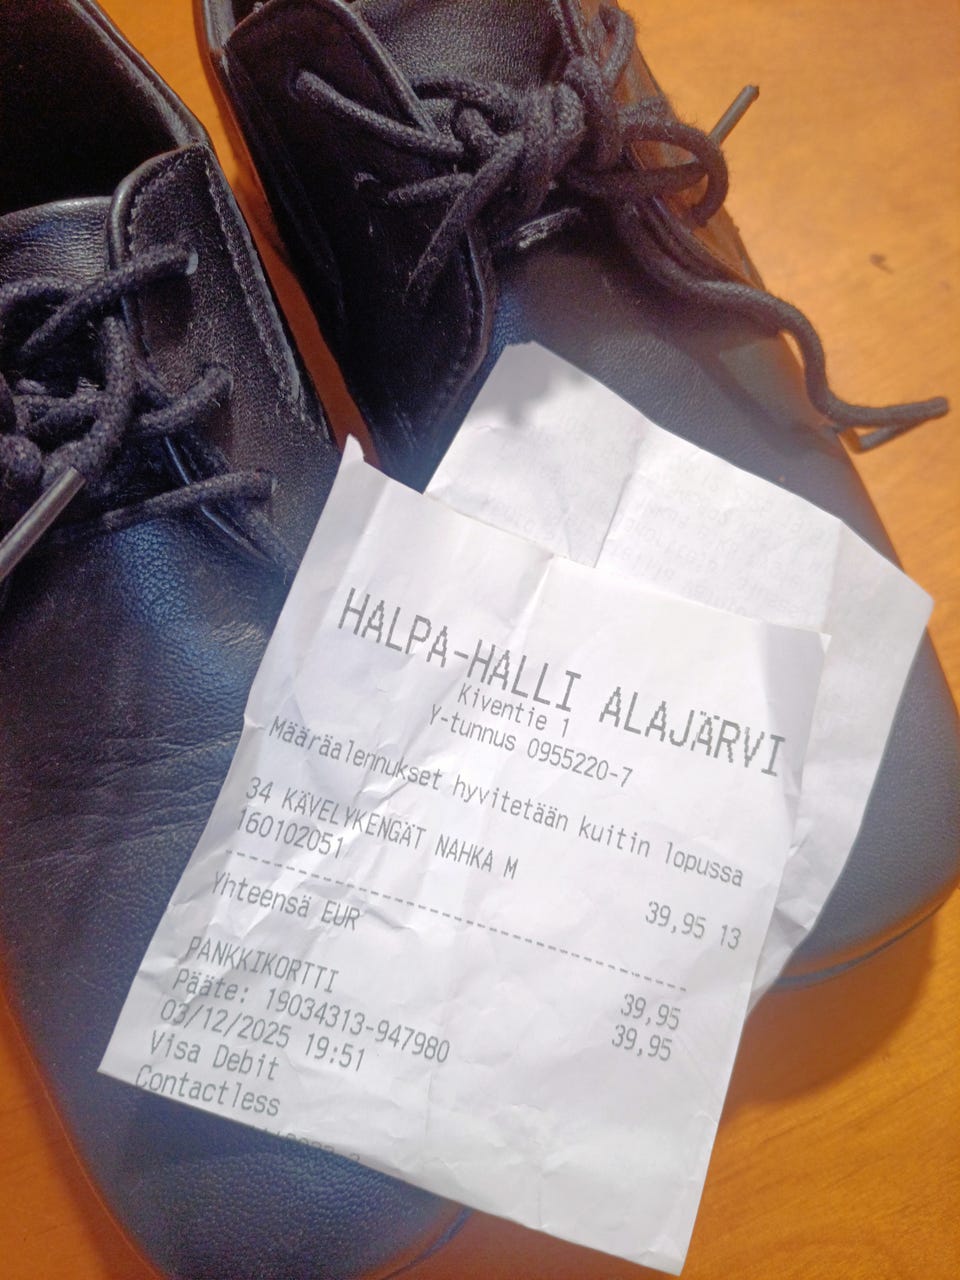 HALPA-HALLI ALAJÄRVI
Kiventie 1
Y-tunnus 0955220-7
Määräalennukset hyvitetään kuitin lopussa
34 KÄVELYKENGÄT NAHKA M
160102051 39,95 13
Yhteensä EUR 39,95
PANKKIKORTTI 39,95
Pääte: 19034313-947980
03/12/2025 19:51
Visa Debit
Contactless